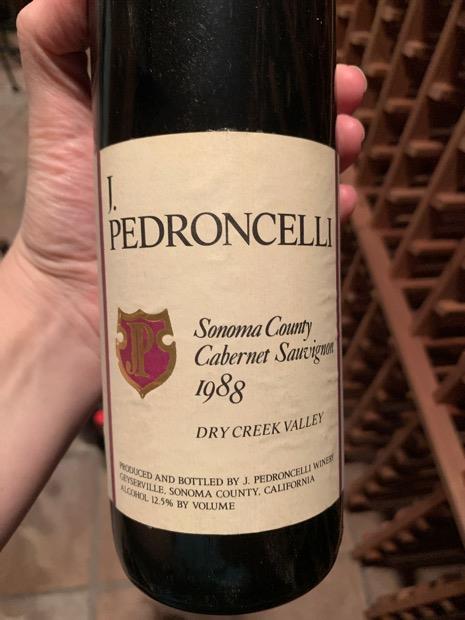 J.
PEDRONCELLI
JP
Sonoma County
Cabernet Sauvignon
1988
DRY CREEK VALLEY
PRODUCED AND BOTTLED BY J. PEDRONCELLI WINERY
GEYSERVILLE, SONOMA COUNTY, CALIFORNIA
ALCOHOL 12.5% BY VOLUME